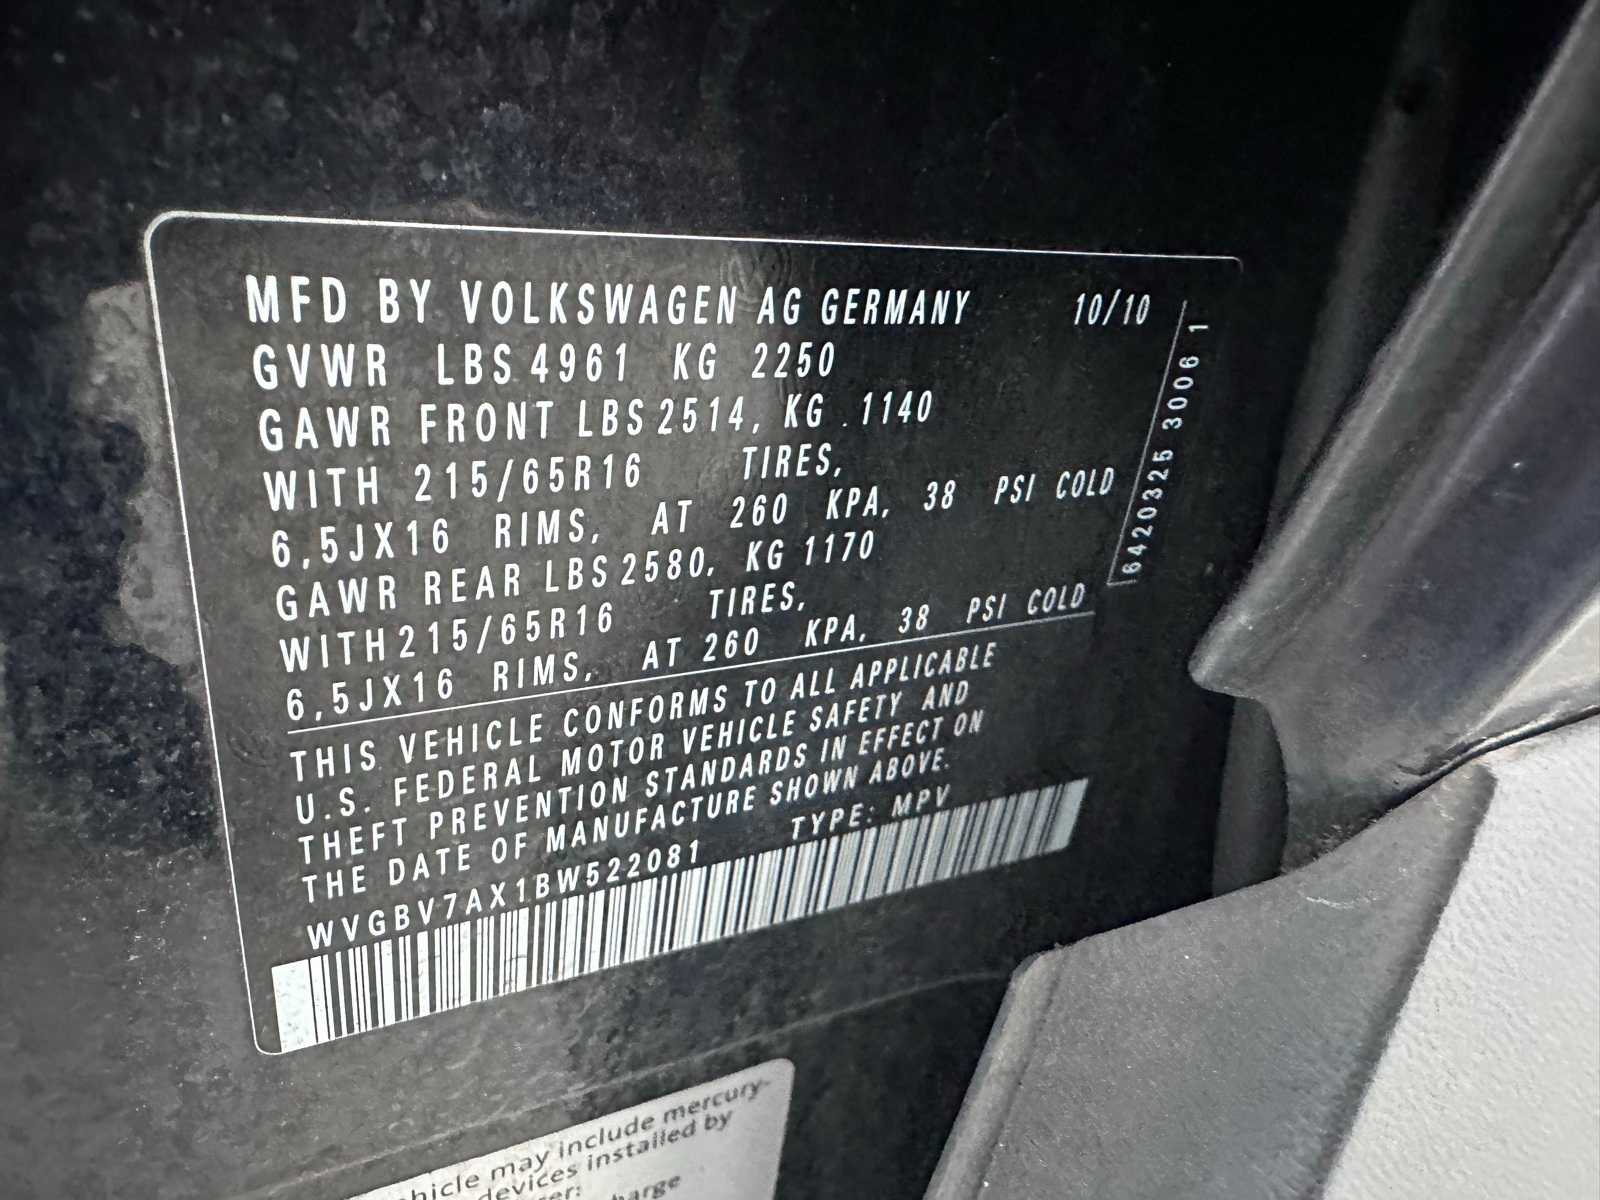 MFD BY VOLKSWAGEN AG GERMANY 10/10
GVWR LBS 4961 KG 2250
GAWR FRONT LBS 2514, KG 1140
WITH 215/65R16 TIRES,
6,5JX16 RIMS, AT 260 KPA, 38 PSI COLD
GAWR REAR LBS 2580, KG 1170
WITH 215/65R16 TIRES,
6,5JX16 RIMS, AT 260 KPA, 38 PSI COLD
6420325 30061
THIS VEHICLE CONFORMS TO ALL APPLICABLE
U.S. FEDERAL MOTOR VEHICLE SAFETY AND
THEFT PREVENTION STANDARDS IN EFFECT ON
THE DATE OF MANUFACTURE SHOWN ABOVE.
WVGBV7AX1BW522081 TYPE: MPV
may include mercury-
devices installed by